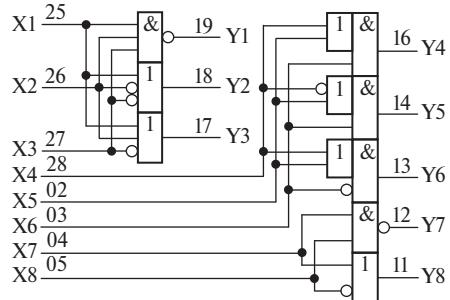 X1 25 & 19 Y1
X2 26 1 18 Y2
X3 27 1 17 Y3
X4 28
X5 02
X6 03
X7 04
X8 05
1 & 16 Y4
1 & 14 Y5
1 & 13 Y6
& 12 Y7
1 11 Y8